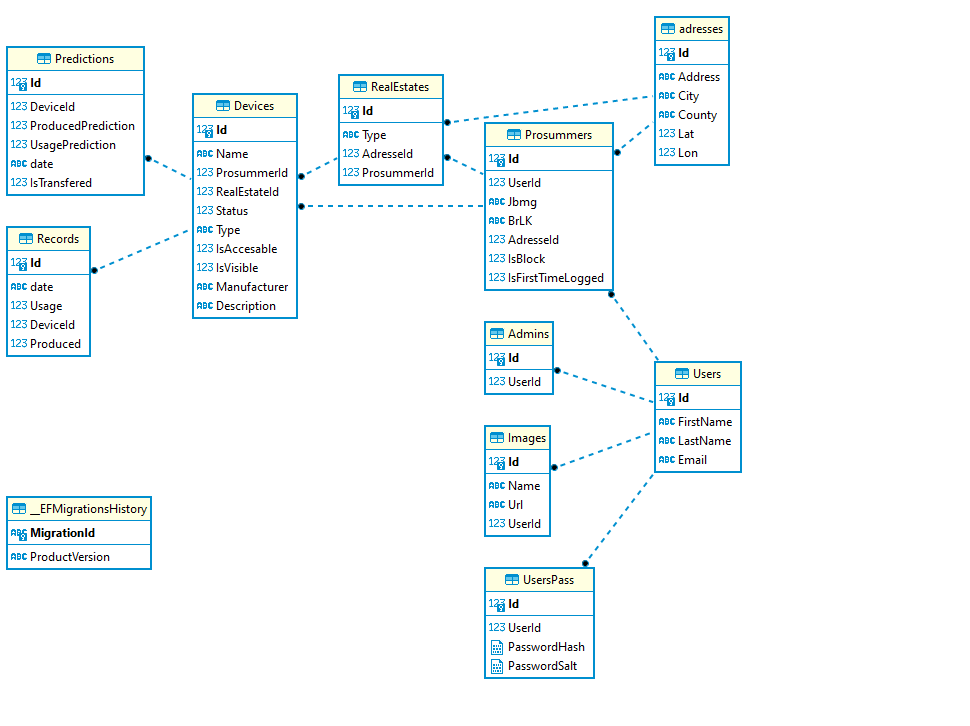 Predictions
Id
DeviceId
ProducedPrediction
UsagePrediction
date
IsTransfered
Records
Id
date
Usage
DeviceId
Produced
__EFMigrationsHistory
MigrationId
ProductVersion
Devices
Id
Name
ProsummerId
RealEstateId
Status
Type
IsAccesable
IsVisible
Manufacturer
Description
RealEstates
Id
Type
AdresseId
ProsummerId
Prosummers
Id
UserId
Jbmg
BrLK
AdresseId
IsBlock
IsFirstTimeLogged
Admins
Id
UserId
Images
Id
Name
Url
UserId
UsersPass
Id
UserId
PasswordHash
PasswordSalt
adresses
Id
Address
City
County
Lat
Lon
Users
Id
FirstName
LastName
Email